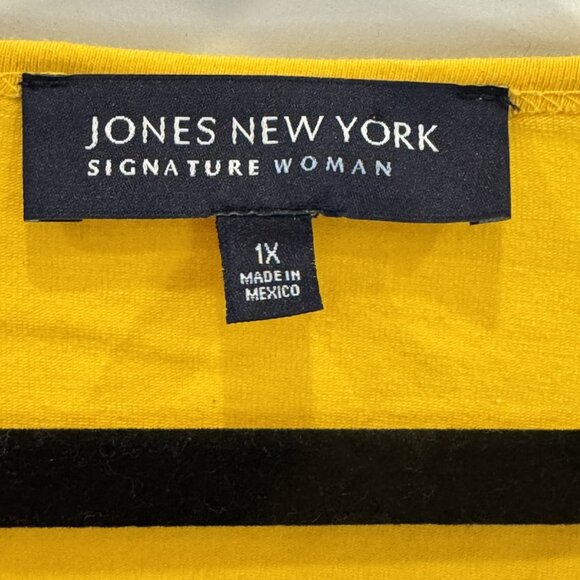 JONES NEW YORK
SIGNATURE WOMAN
1X
MADE IN
MEXICO